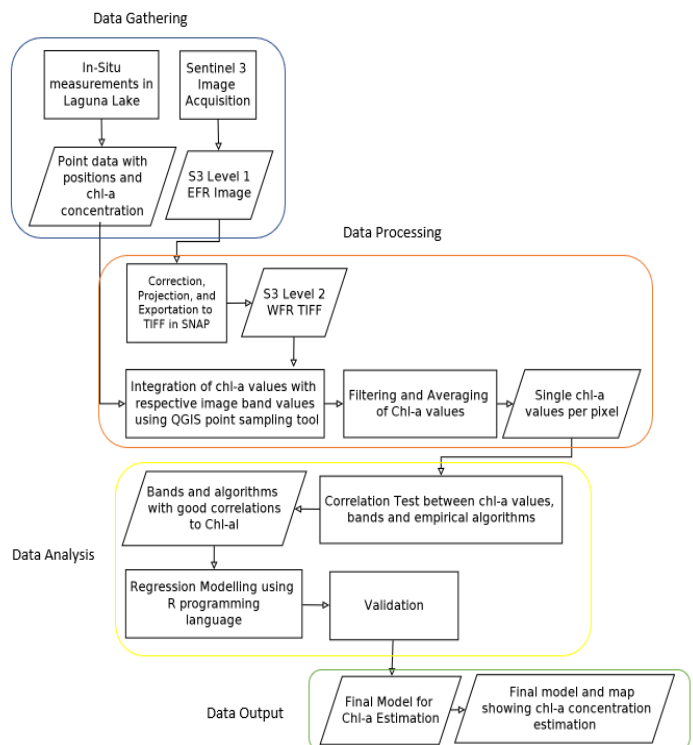 Data Gathering
In-Situ
measurements in
Laguna Lake
Sentinel 3
Image
Acquisition
Point data with
positions and
chl-a
concentration
S3 Level 1
EFR Image
Data Processing
Correction,
Projection, and
Exportation to
TIFF in SNAP
S3 Level 2
WFR TIFF
Integration of chl-a values with
respective image band values
using QGIS point sampling tool
Filtering and Averaging
of Chl-a values
Single chl-a
values per pixel
Data Analysis
Bands and algorithms
with good correlations
to Chl-al
Correlation Test between chl-a values,
bands and empirical algorithms
Regression Modelling using
R programming
language
Validation
Data Output
Final Model for
Chl-a Estimation
Final model and map
showing chl-a concentration
estimation